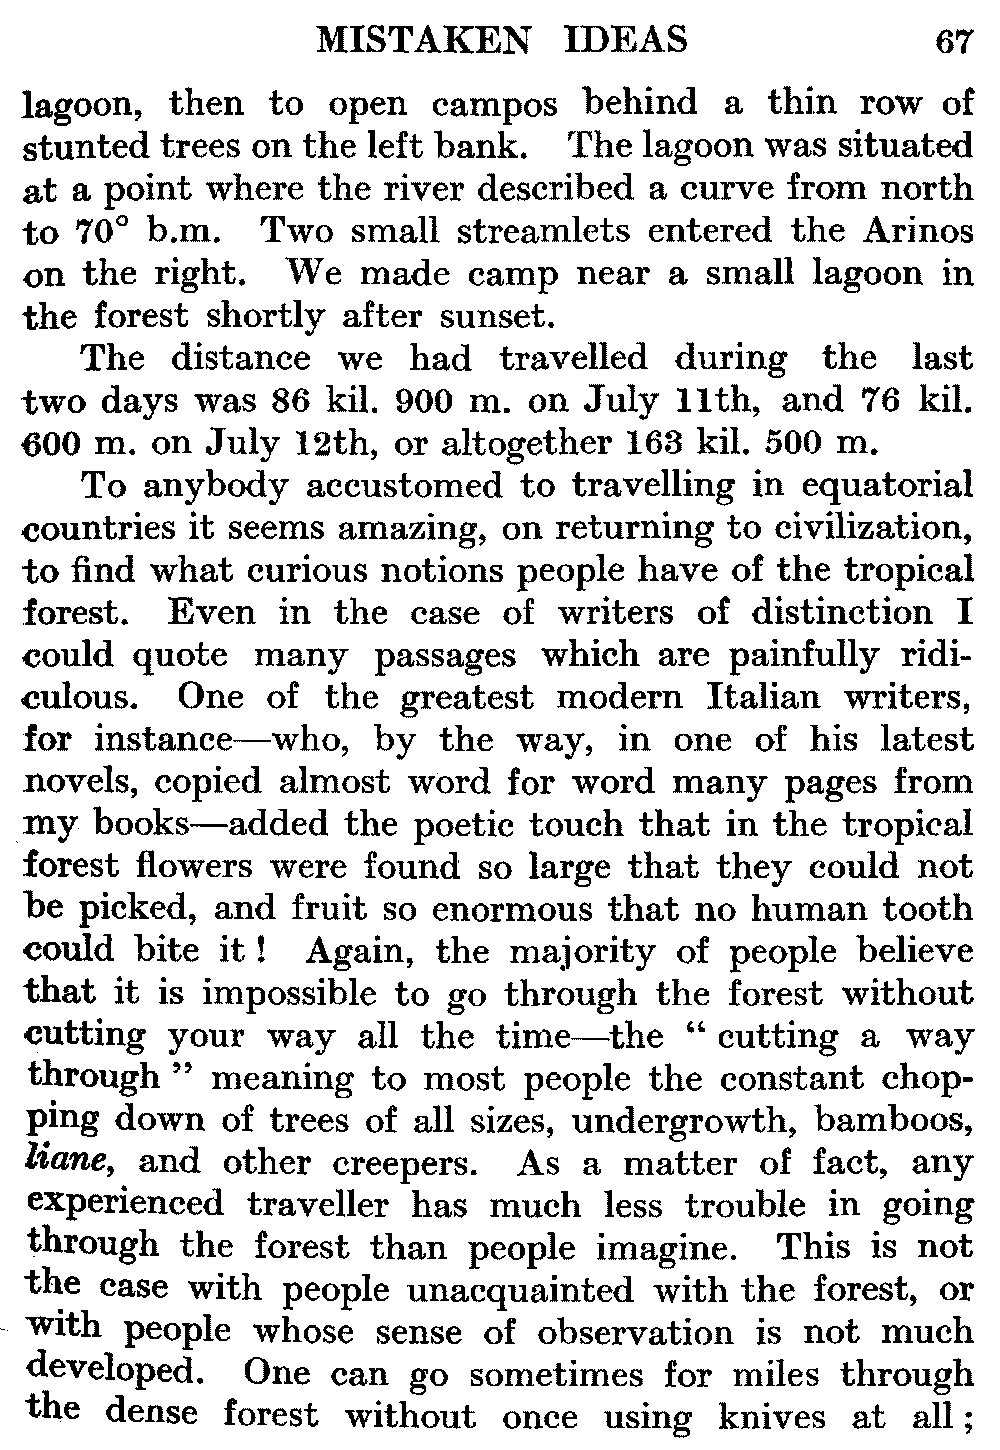 MISTAKEN IDEAS 67
lagoon, then to open campos behind a thin row of
stunted trees on the left bank. The lagoon was situated
at a point where the river described a curve from north
to 70° b.m. Two small streamlets entered the Arinos
on the right. We made camp near a small lagoon in
the forest shortly after sunset.
The distance we had travelled during the last
two days was 86 kil. 900 m. on July 11th, and 76 kil.
600 m. on July 12th, or altogether 163 kil. 500 m.
To anybody accustomed to travelling in equatorial
countries it seems amazing, on returning to civilization,
to find what curious notions people have of the tropical
forest. Even in the case of writers of distinction I
could quote many passages which are painfully ridi-
culous. One of the greatest modern Italian writers,
for instance—who, by the way, in one of his latest
novels, copied almost word for word many pages from
my books—added the poetic touch that in the tropical
forest flowers were found so large that they could not
be picked, and fruit so enormous that no human tooth
could bite it! Again, the majority of people believe
that it is impossible to go through the forest without
cutting your way all the time—the “ cutting a way
through ” meaning to most people the constant chop-
ping down of trees of all sizes, undergrowth, bamboos,
liane, and other creepers. As a matter of fact, any
experienced traveller has much less trouble in going
through the forest than people imagine. This is not
the case with people unacquainted with the forest, or
with people whose sense of observation is not much
developed. One can go sometimes for miles through
the dense forest without once using knives at all ;